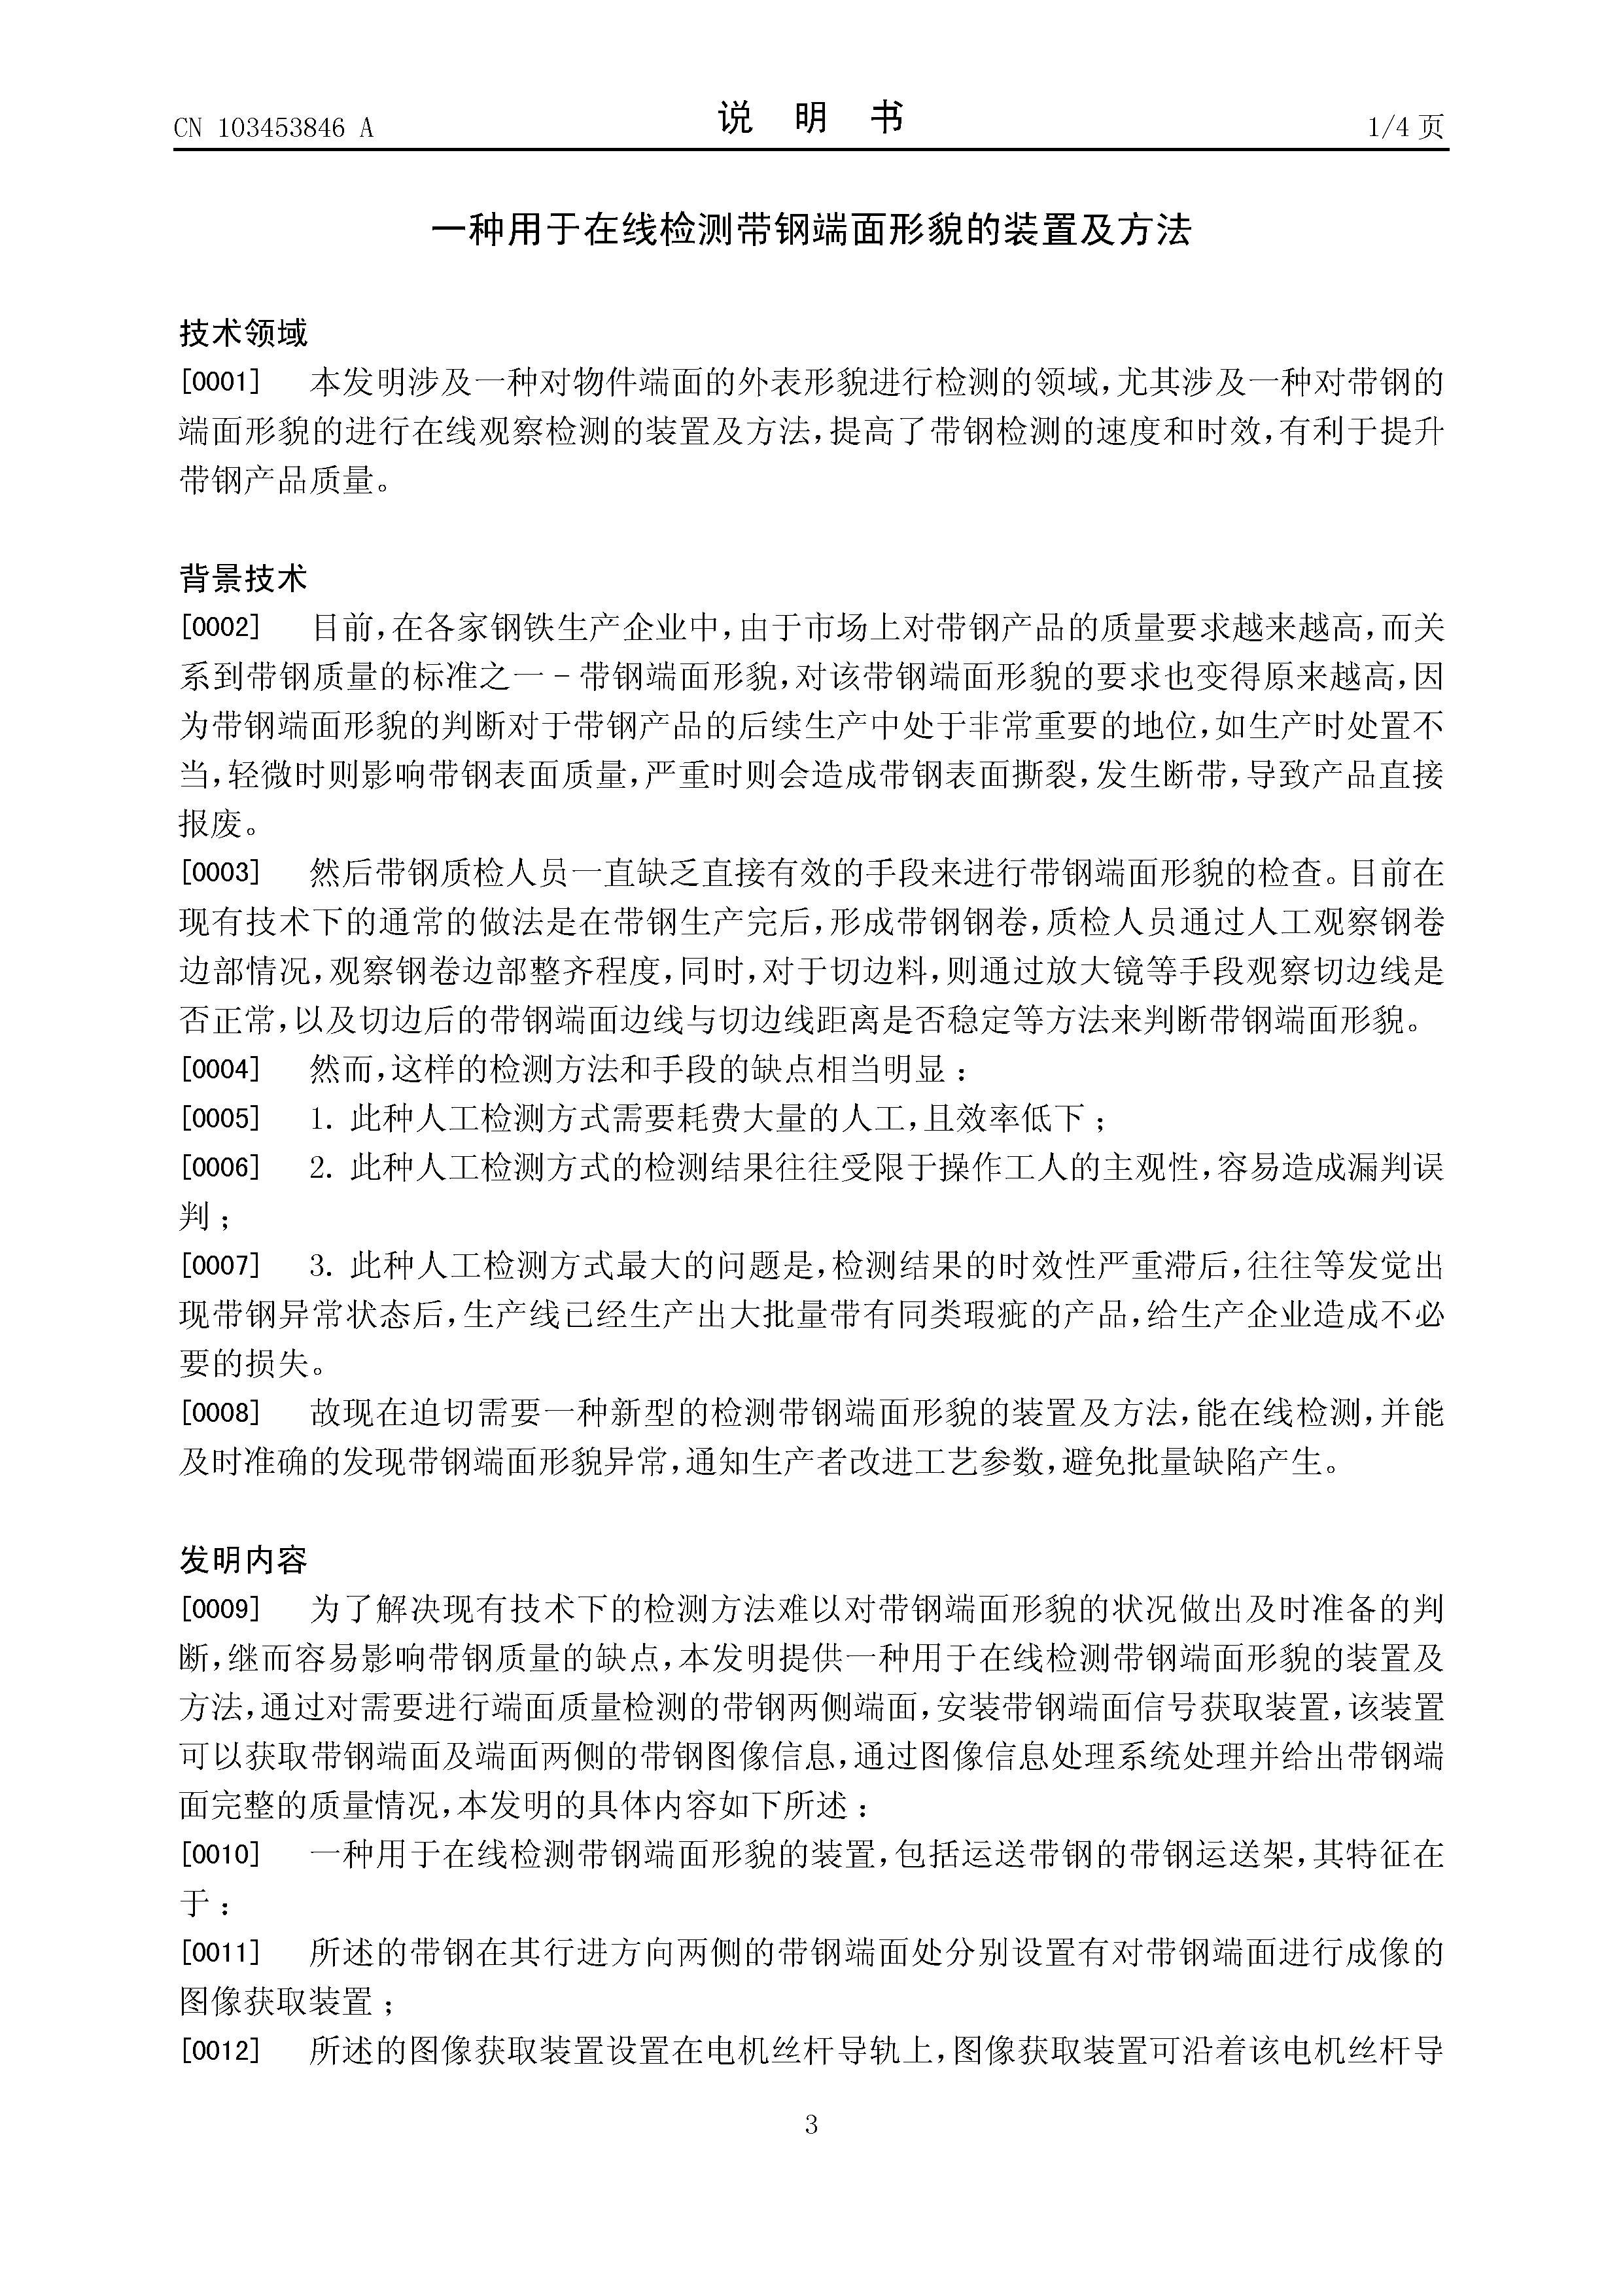 CN 103453846 A
说 明 书
1/4 页
一种用于在线检测带钢端面形貌的装置及方法
技术领域
[0001] 本发明涉及一种对物件端面的外表形貌进行检测的领域,尤其涉及一种对带钢的
端面形貌的进行在线观察检测的装置及方法,提高了带钢检测的速度和时效,有利于提升
带钢产品质量。
背景技术
[0002] 目前,在各家钢铁生产企业中,由于市场上对带钢产品的质量要求越来越高,而关
系到带钢质量的标准之一-带钢端面形貌,对该带钢端面形貌的要求也变得原来越高,因
为带钢端面形貌的判断对于带钢产品的后续生产中处于非常重要的地位,如生产时处置不
当,轻微时则影响带钢表面质量,严重时则会造成带钢表面撕裂,发生断带,导致产品直接
报废。
[0003] 然后带钢质检人员一直缺乏直接有效的手段来进行带钢端面形貌的检查。目前在
现有技术下的通常的做法是在带钢生产完后,形成带钢钢卷,质检人员通过人工观察钢卷
边部情况,观察钢卷边部整齐程度,同时,对于切边料,则通过放大镜等手段观察切边线是
否正常,以及切边后的带钢端面边线与切边线距离是否稳定等方法来判断带钢端面形貌。
[0004] 然而,这样的检测方法和手段的缺点相当明显：
[0005] 1. 此种人工检测方式需要耗费大量的人工,且效率低下；
[0006] 2. 此种人工检测方式的检测结果往往受限于操作工人的主观性,容易造成漏判误
判；
[0007] 3. 此种人工检测方式最大的问题是,检测结果的时效性严重滞后,往往等发觉出
现带钢异常状态后,生产线已经生产出大批量带有同类瑕疵的产品,给生产企业造成不必
要的损失。
[0008] 故现在迫切需要一种新型的检测带钢端面形貌的装置及方法,能在线检测,并能
及时准确的发现带钢端面形貌异常,通知生产者改进工艺参数,避免批量缺陷产生。
发明内容
[0009] 为了解决现有技术下的检测方法难以对带钢端面形貌的状况做出及时准备的判
断,继而容易影响带钢质量的缺点,本发明提供一种用于在线检测带钢端面形貌的装置及
方法,通过对需要进行端面质量检测的带钢两侧端面,安装带钢端面信号获取装置,该装置
可以获取带钢端面及端面两侧的带钢图像信息,通过图像信息处理系统处理并给出带钢端
面完整的质量情况,本发明的具体内容如下所述：
[0010] 一种用于在线检测带钢端面形貌的装置,包括运送带钢的带钢运送架,其特征在
于：
[0011] 所述的带钢在其行进方向两侧的带钢端面处分别设置有对带钢端面进行成像的
图像获取装置；
[0012] 所述的图像获取装置设置在电机丝杆导轨上,图像获取装置可沿着该电机丝杆导
3